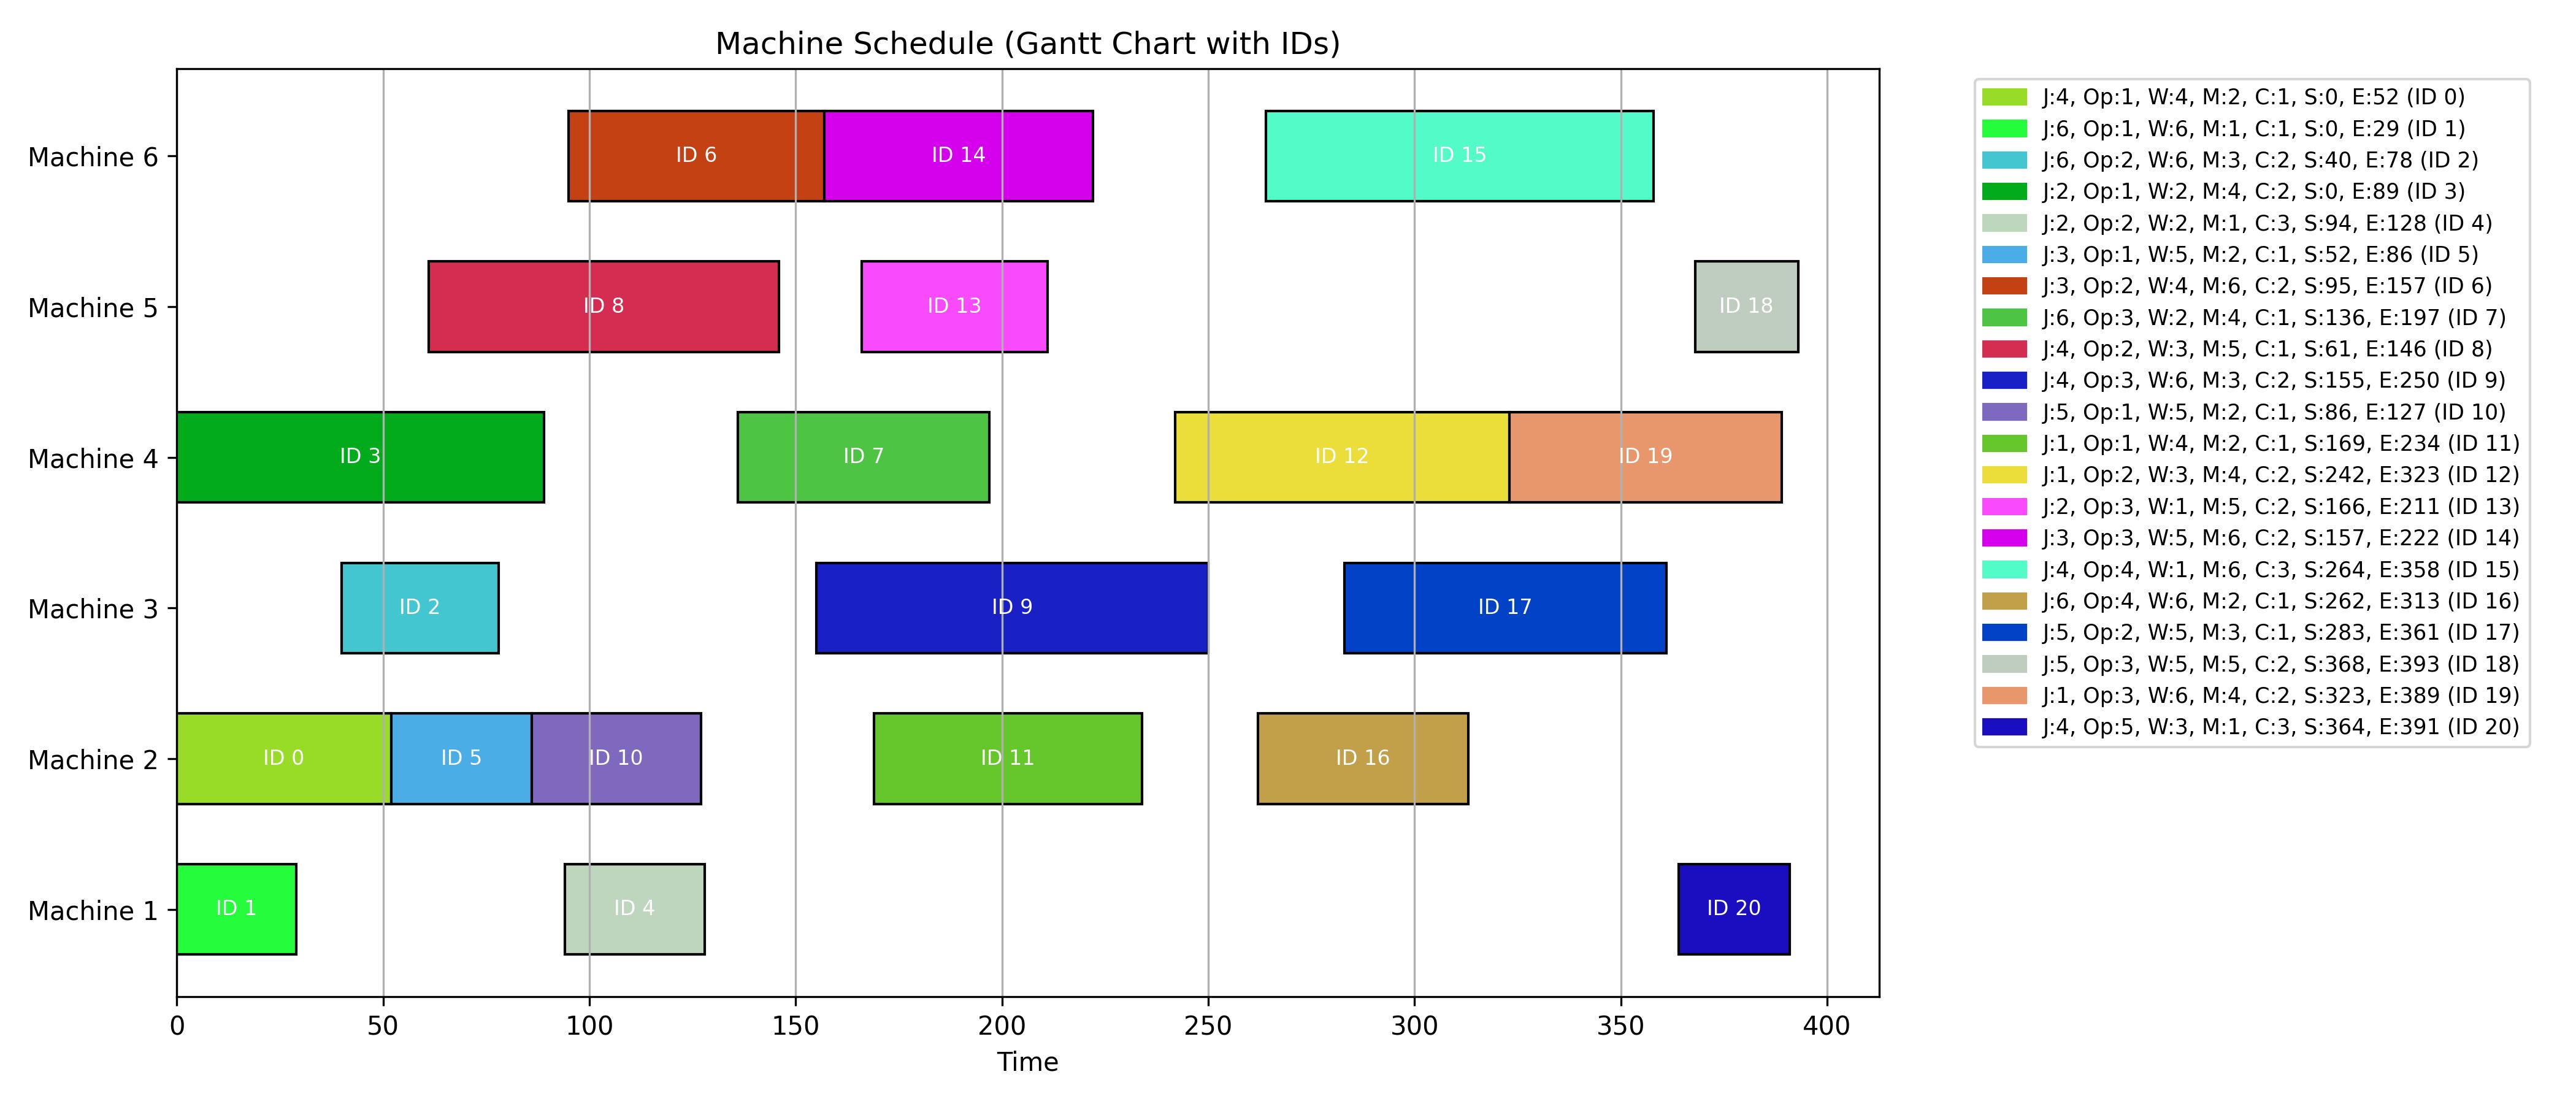 Machine Schedule (Gantt Chart with IDs)
Machine 6
ID 6
ID 14
ID 15
Machine 5
ID 8
ID 13
ID 18
Machine 4
ID 3
ID 7
ID 12
ID 19
Machine 3
ID 2
ID 9
ID 17
Machine 2
ID 0
ID 5
ID 10
ID 11
ID 16
Machine 1
ID 1
ID 4
ID 20
0 50 100 150 200 250 300 350 400
Time
J:4, Op:1, W:4, M:2, C:1, S:0, E:52 (ID 0)
J:6, Op:1, W:6, M:1, C:1, S:0, E:29 (ID 1)
J:6, Op:2, W:6, M:3, C:2, S:40, E:78 (ID 2)
J:2, Op:1, W:2, M:4, C:2, S:0, E:89 (ID 3)
J:2, Op:2, W:2, M:1, C:3, S:94, E:128 (ID 4)
J:3, Op:1, W:5, M:2, C:1, S:52, E:86 (ID 5)
J:3, Op:2, W:4, M:6, C:2, S:95, E:157 (ID 6)
J:6, Op:3, W:2, M:4, C:1, S:136, E:197 (ID 7)
J:4, Op:2, W:3, M:5, C:1, S:61, E:146 (ID 8)
J:4, Op:3, W:6, M:3, C:2, S:155, E:250 (ID 9)
J:5, Op:1, W:5, M:2, C:1, S:86, E:127 (ID 10)
J:1, Op:1, W:4, M:2, C:1, S:169, E:234 (ID 11)
J:1, Op:2, W:3, M:4, C:2, S:242, E:323 (ID 12)
J:2, Op:3, W:1, M:5, C:2, S:166, E:211 (ID 13)
J:3, Op:3, W:5, M:6, C:2, S:157, E:222 (ID 14)
J:4, Op:4, W:1, M:6, C:3, S:264, E:358 (ID 15)
J:6, Op:4, W:6, M:2, C:1, S:262, E:313 (ID 16)
J:5, Op:2, W:5, M:3, C:1, S:283, E:361 (ID 17)
J:5, Op:3, W:5, M:5, C:2, S:368, E:393 (ID 18)
J:1, Op:3, W:6, M:4, C:2, S:323, E:389 (ID 19)
J:4, Op:5, W:3, M:1, C:3, S:364, E:391 (ID 20)